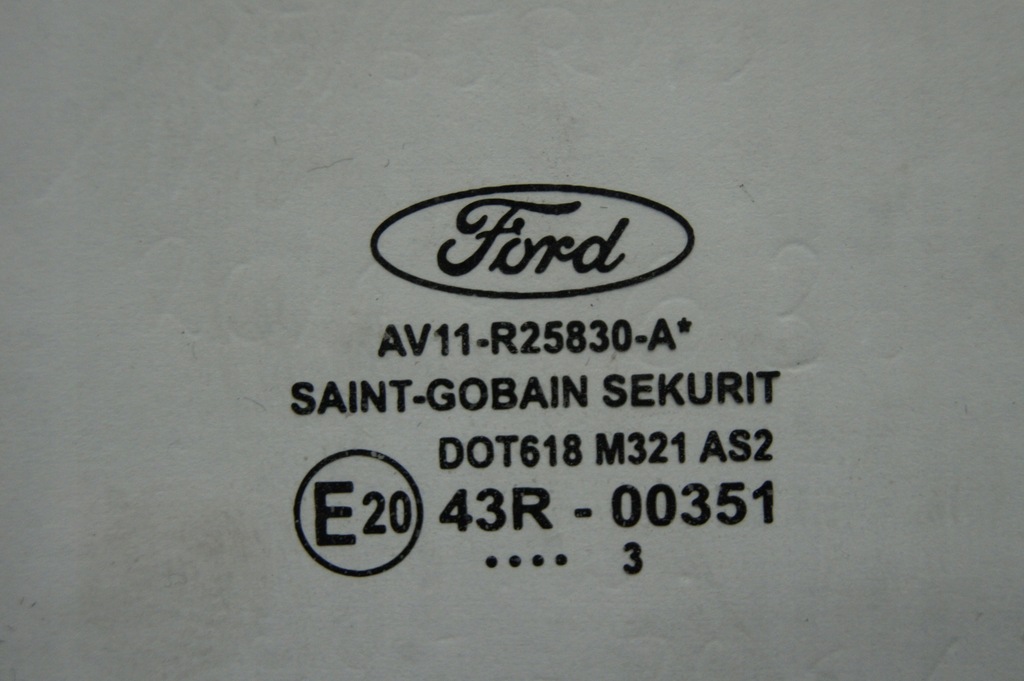 Ford
AV11-R25830-A*
SAINT-GOBAIN SEKURIT
DOT618 M321 AS2
E20 43R - 00351
.... 3